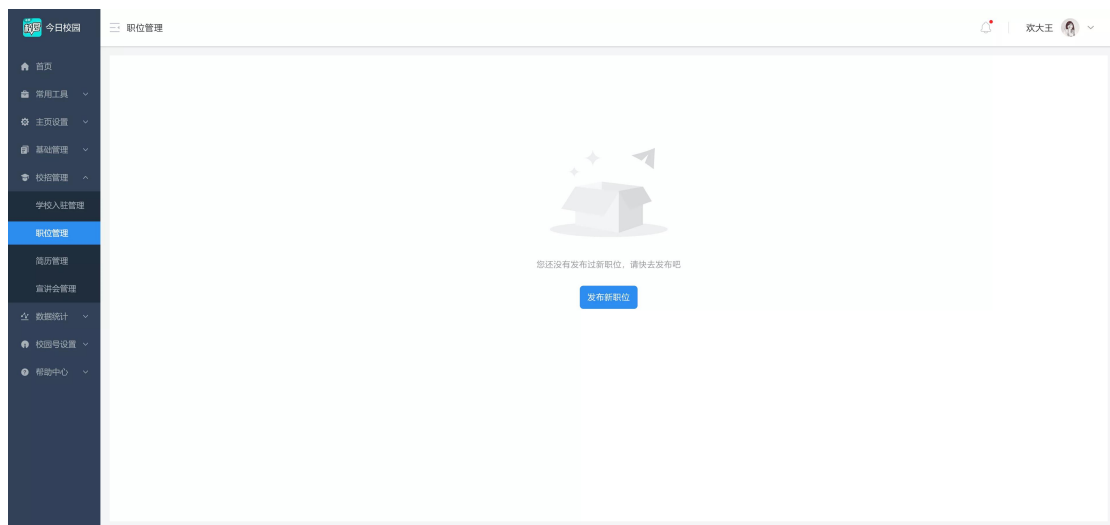 今日校园
职位管理
欢大王
首页
常用工具
主页设置
基础管理
校招管理
学校入驻管理
职位管理
简历管理
宣讲会管理
数据统计
校园号设置
帮助中心
您还没有发布过新职位，请快去发布吧
发布新职位